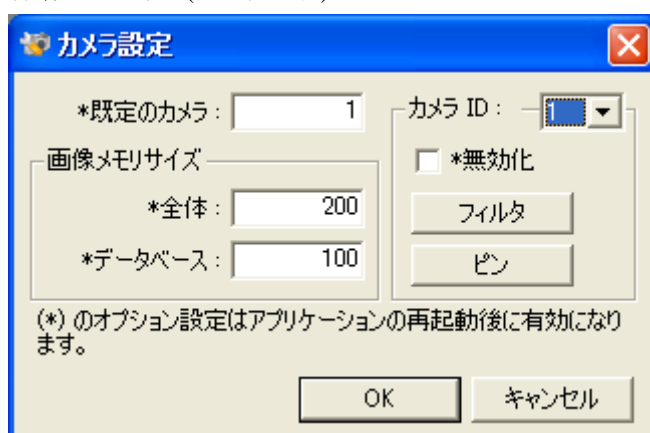 カメラ設定
*既定のカメラ : 1
カメラ ID : 1
画像メモリサイズ
*無効化
*全体 : 200
フィルタ
*データベース : 100
ピン
(*) のオプション設定はアプリケーションの再起動後に有効になり
ます。
OK キャンセル